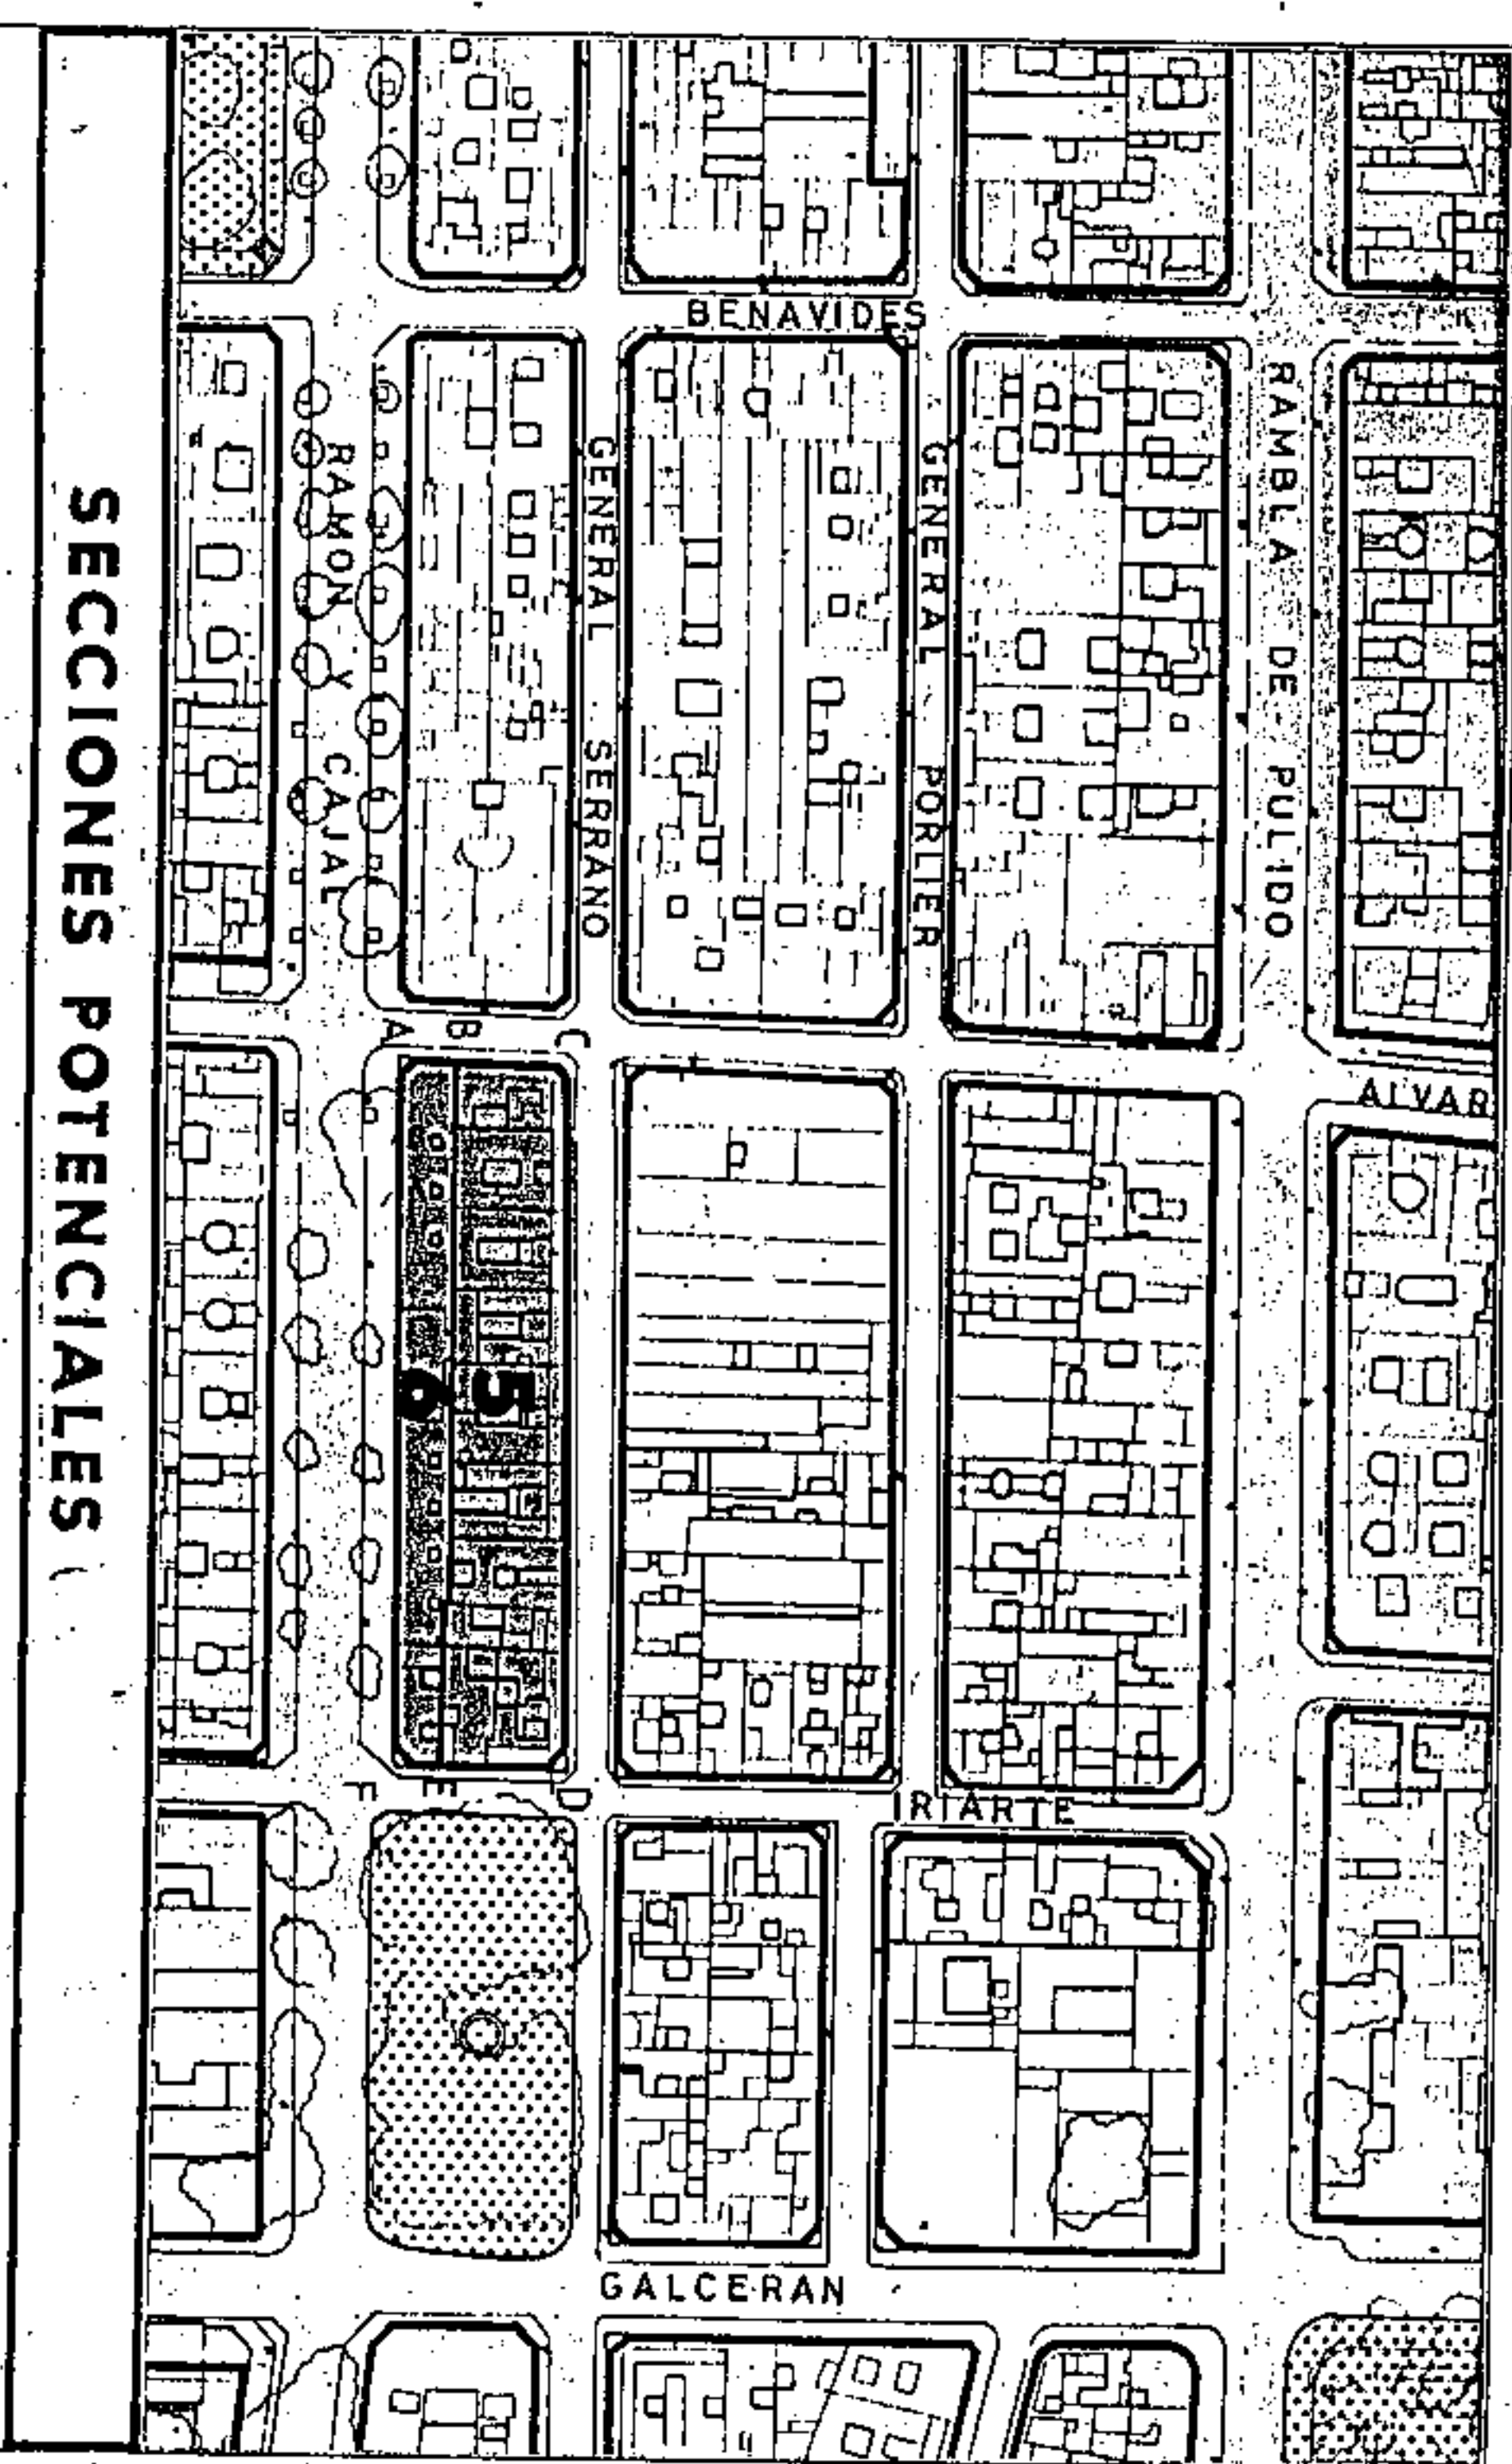 SECCIONES POTENCIALES
BENAVIDES
RAMON Y CAJAL
GENERAL SERRANO
GENERAL PORLIER
RAMBLA DE PULIDO
ALVAR
A
B
C
5
6
F
E
D
IRIARTE
GALCERAN